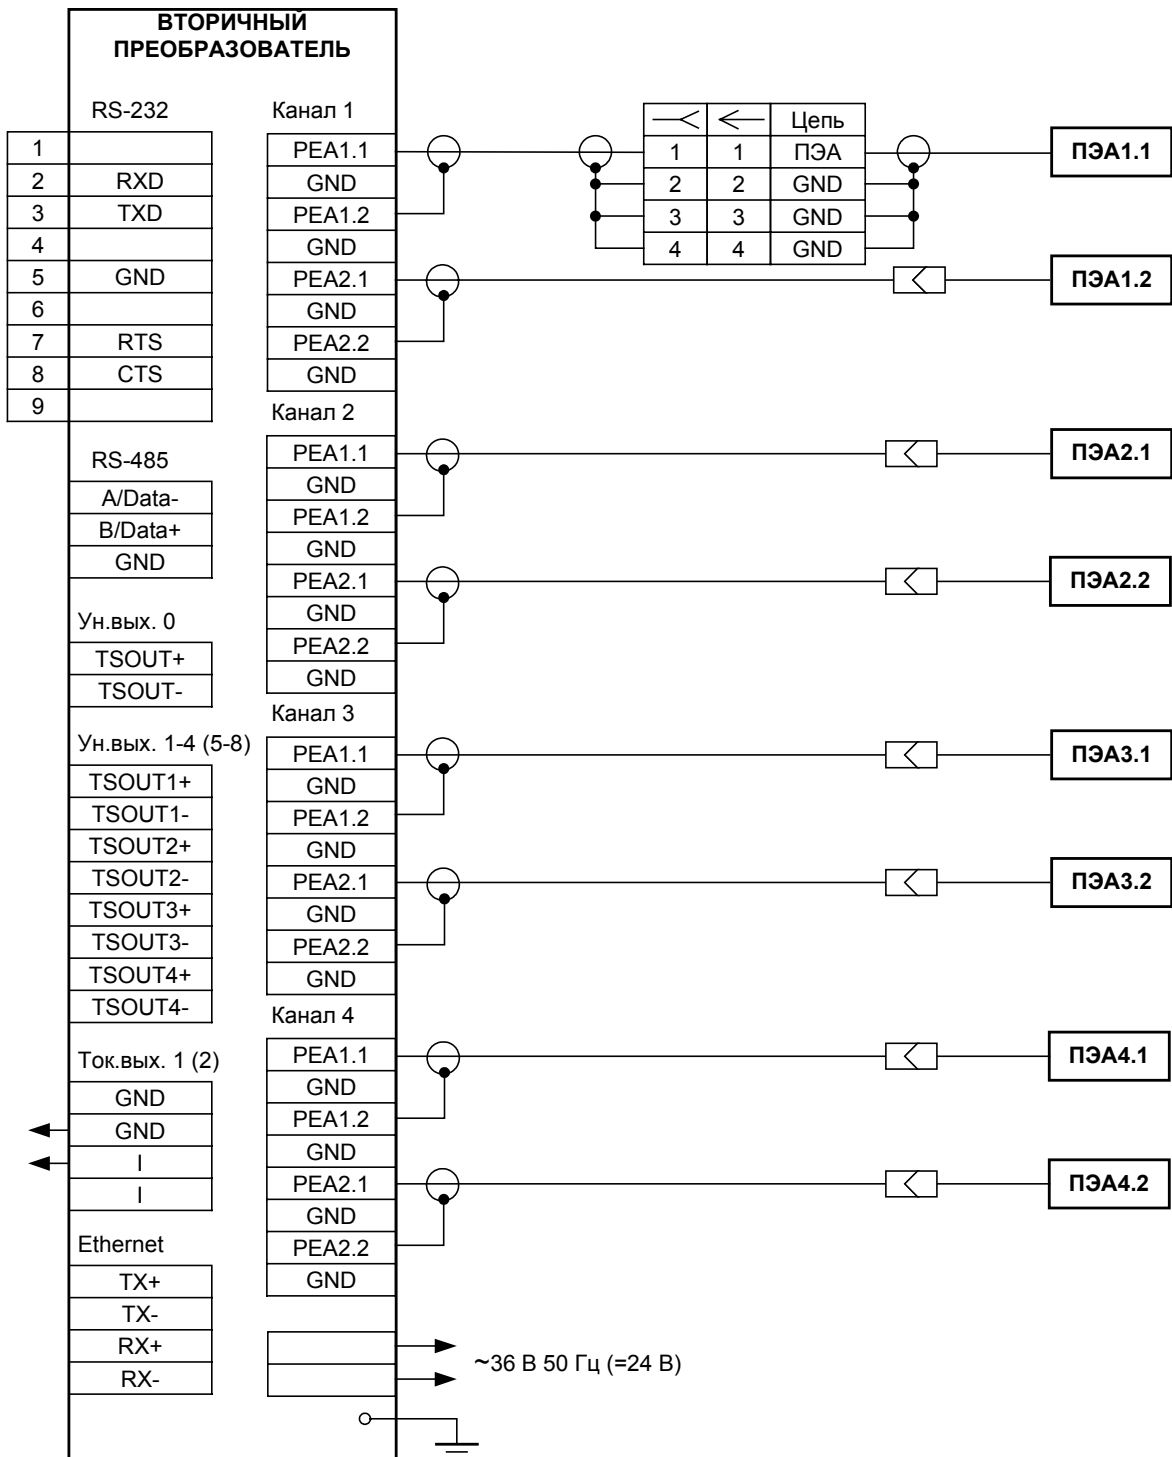 ВТОРИЧНЫЙ
ПРЕОБРАЗОВАТЕЛЬ
RS-232
1
2 RXD
3 TXD
4
5 GND
6
7 RTS
8 CTS
9
RS-485
A/Data-
B/Data+
GND
Ун.вых. 0
TSOUT+
TSOUT-
Ун.вых. 1-4 (5-8)
TSOUT1+
TSOUT1-
TSOUT2+
TSOUT2-
TSOUT3+
TSOUT3-
TSOUT4+
TSOUT4-
Ток.вых. 1 (2)
GND
GND
I
I
Ethernet
TX+
TX-
RX+
RX-
Канал 1
PEA1.1
GND
PEA1.2
GND
PEA2.1
GND
PEA2.2
GND
Канал 2
PEA1.1
GND
PEA1.2
GND
PEA2.1
GND
PEA2.2
GND
Канал 3
PEA1.1
GND
PEA1.2
GND
PEA2.1
GND
PEA2.2
GND
Канал 4
PEA1.1
GND
PEA1.2
GND
PEA2.1
GND
PEA2.2
GND
~36 В 50 Гц (=24 В)
Цепь
1 1 ПЭА
2 2 GND
3 3 GND
4 4 GND
ПЭА1.1
ПЭА1.2
ПЭА2.1
ПЭА2.2
ПЭА3.1
ПЭА3.2
ПЭА4.1
ПЭА4.2